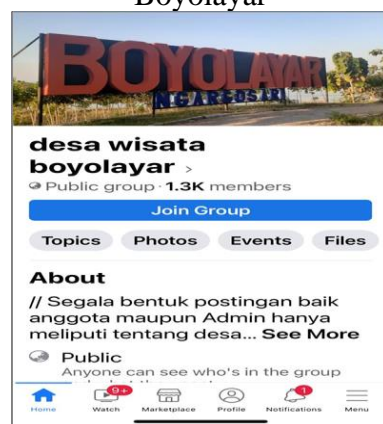 Boyolayar
BOYOLAYAR
NGARGOSARI
desa wisata
boyolayar >
Public group · 1.3K members
Join Group
Topics Photos Events Files
About
// Segala bentuk postingan baik
anggota maupun Admin hanya
meliputi tentang desa... See More
Public
Anyone can see who's in the group
9+
1
Home Watch Marketplace Profile Notifications Menu